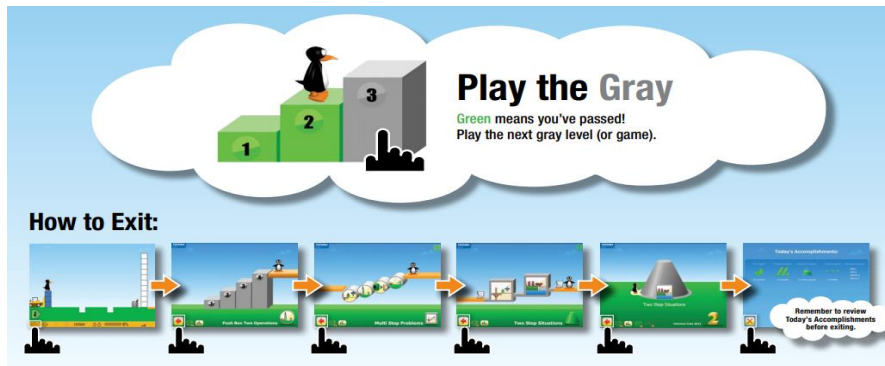 Play the Gray
Green means you've passed!
Play the next gray level (or game).
3
2
1
How to Exit:
Push Box Two Operations
Multi Step Problems
Two Step Situations
Two Step Situations
2
Today's Accomplishments
Remember to review
Today's Accomplishments
before exiting.